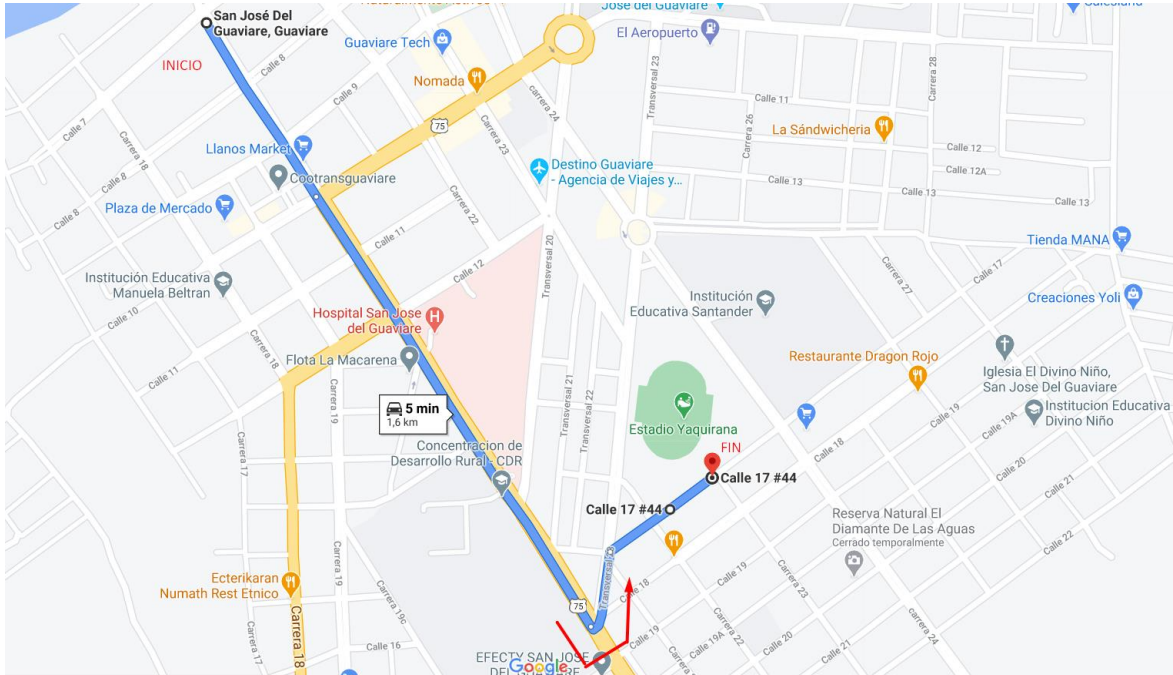 San José Del
Guaviare, Guaviare
INICIO
José del Guaviare
El Aeropuerto
Guaviare Tech
Nomada
Calle 8
Calle 9
Calle 7
Carrera 18
Calle 8
Calle 8
75
carrera 24
Carrera 23
Transversal 23
Carrera 26
Carrera 28
Calle 11
La Sándwicheria
Calle 12
Calle 12A
Calle 13
Calle 13
Calle 13
Llanos Market
Cootransguaviare
Plaza de Mercado
Destino Guaviare
- Agencia de Viajes y...
Carrera 22
Calle 11
Calle 12
Transversal 20
Tienda MANA
Institución Educativa
Manuela Beltran
Calle 10
Hospital San Jose
del Guaviare
Institución
Educativa Santander
Carrera 27
Calle 17
Creaciones Yoli
Flota La Macarena
Carrera 18
Calle 11
Carrera 19
Restaurante Dragon Rojo
Iglesia El Divino Niño,
San Jose Del Guaviare
Institucion Educativa
Divino Niño
5 min
1,6 km
Transversal 21
Transversal 22
Estadio Yaquirana
FIN
Calle 19
Calle 19A
Calle 18
Concentracion de
Desarrollo Rural - CDR
Carrera 17
Calle 17 #44
Calle 17 #44
Calle 20
Calle 21
Calle 22
Reserva Natural El
Diamante De Las Aguas
Cerrado temporalmente
Ecterikaran
Numath Rest Etnico
Carrera 19
Carrera 19c
75
Calle 18
Calle 19
Carrera 23
carrera 24
Carrera 17
Carrera 18
Calle 16
Calle 19
Calle 19A
Calle 20
Calle 21
EFECTY SAN JOSE
DEL GUAVIARE
Google